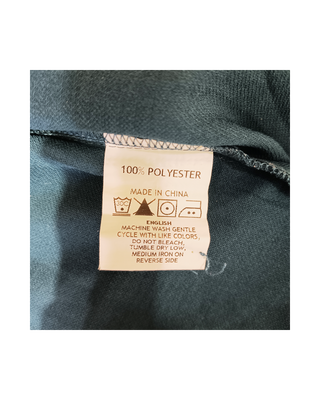 100% POLYESTER
MADE IN CHINA
ENGLISH
MACHINE WASH GENTLE
CYCLE WITH LIKE COLORS,
DO NOT BLEACH,
TUMBLE DRY LOW,
MEDIUM IRON ON
REVERSE SIDE